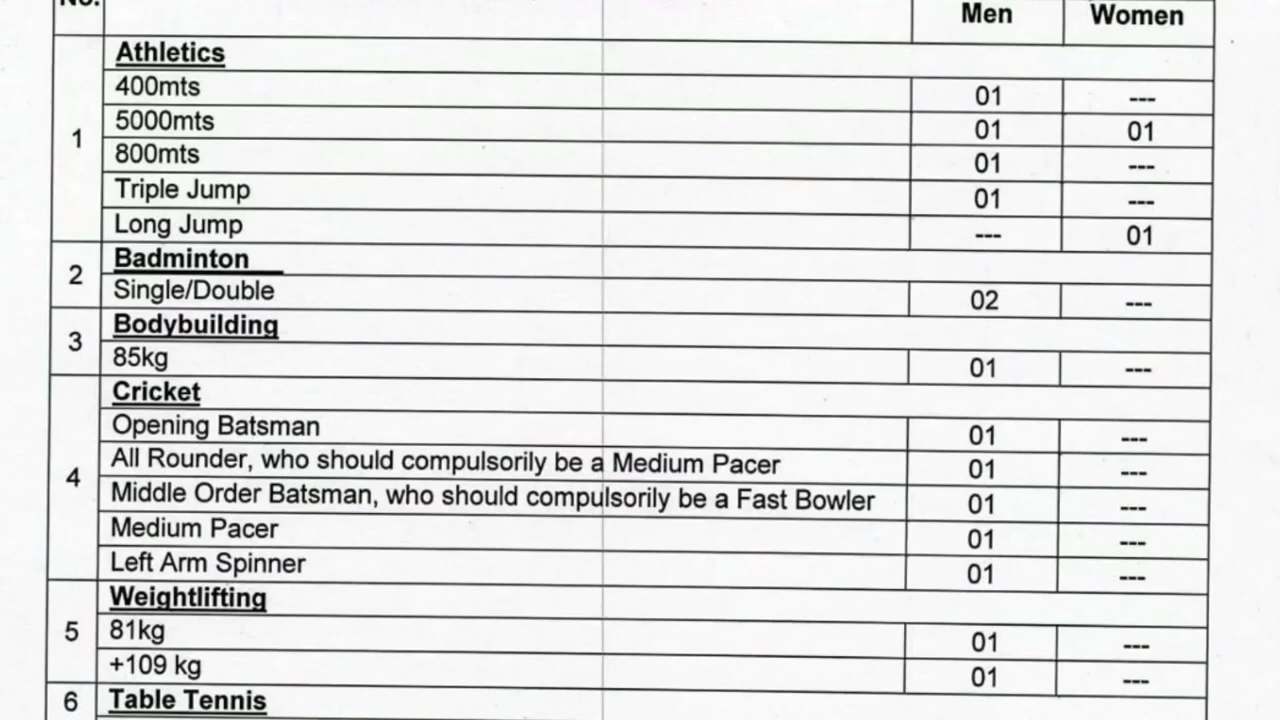 No.
Men Women
1
Athletics
400mts 01 ---
5000mts 01 01
800mts 01 ---
Triple Jump 01 ---
Long Jump --- 01
2
Badminton
Single/Double 02 ---
3
Bodybuilding
85kg 01 ---
4
Cricket
Opening Batsman 01 ---
All Rounder, who should compulsorily be a Medium Pacer 01 ---
Middle Order Batsman, who should compulsorily be a Fast Bowler 01 ---
Medium Pacer 01 ---
Left Arm Spinner 01 ---
5
Weightlifting
81kg 01 ---
+109 kg 01 ---
6 Table Tennis